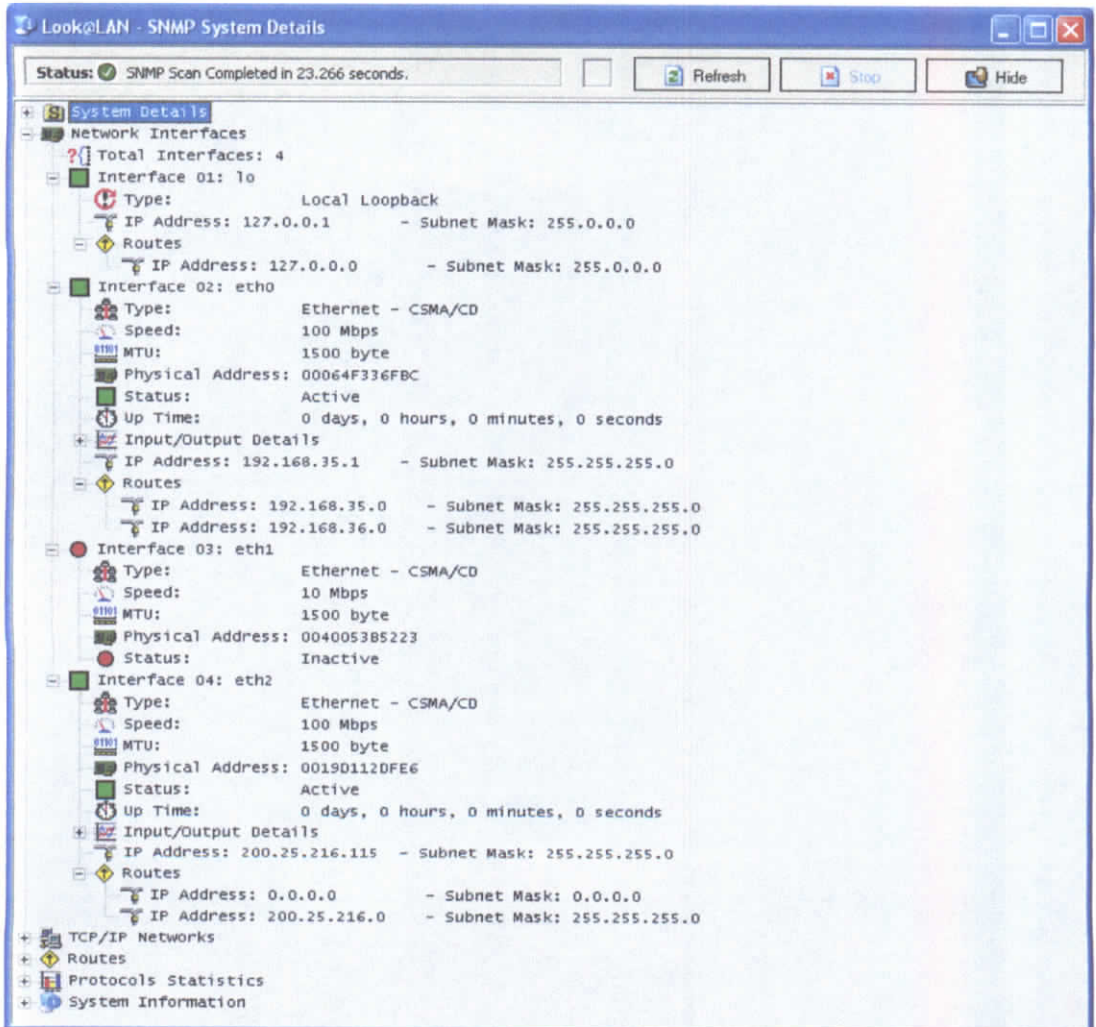 Look@LAN - SNMP System Details
Status: SNMP Scan Completed in 23.266 seconds. Refresh Stop Hide
System Details
Network Interfaces
Total Interfaces: 4
Interface 01: lo
Type: Local Loopback
IP Address: 127.0.0.1 - Subnet Mask: 255.0.0.0
Routes
IP Address: 127.0.0.0 - Subnet Mask: 255.0.0.0
Interface 02: eth0
Type: Ethernet - CSMA/CD
Speed: 100 Mbps
MTU: 1500 byte
Physical Address: 00064F336FBC
Status: Active
Up Time: 0 days, 0 hours, 0 minutes, 0 seconds
Input/Output Details
IP Address: 192.168.35.1 - Subnet Mask: 255.255.255.0
Routes
IP Address: 192.168.35.0 - Subnet Mask: 255.255.255.0
IP Address: 192.168.36.0 - Subnet Mask: 255.255.255.0
Interface 03: eth1
Type: Ethernet - CSMA/CD
Speed: 10 Mbps
MTU: 1500 byte
Physical Address: 0040053B5223
Status: Inactive
Interface 04: eth2
Type: Ethernet - CSMA/CD
Speed: 100 Mbps
MTU: 1500 byte
Physical Address: 0019D112DFE6
Status: Active
Up Time: 0 days, 0 hours, 0 minutes, 0 seconds
Input/Output Details
IP Address: 200.25.216.115 - Subnet Mask: 255.255.255.0
Routes
IP Address: 0.0.0.0 - Subnet Mask: 0.0.0.0
IP Address: 200.25.216.0 - Subnet Mask: 255.255.255.0
TCP/IP Networks
Routes
Protocols Statistics
System Information